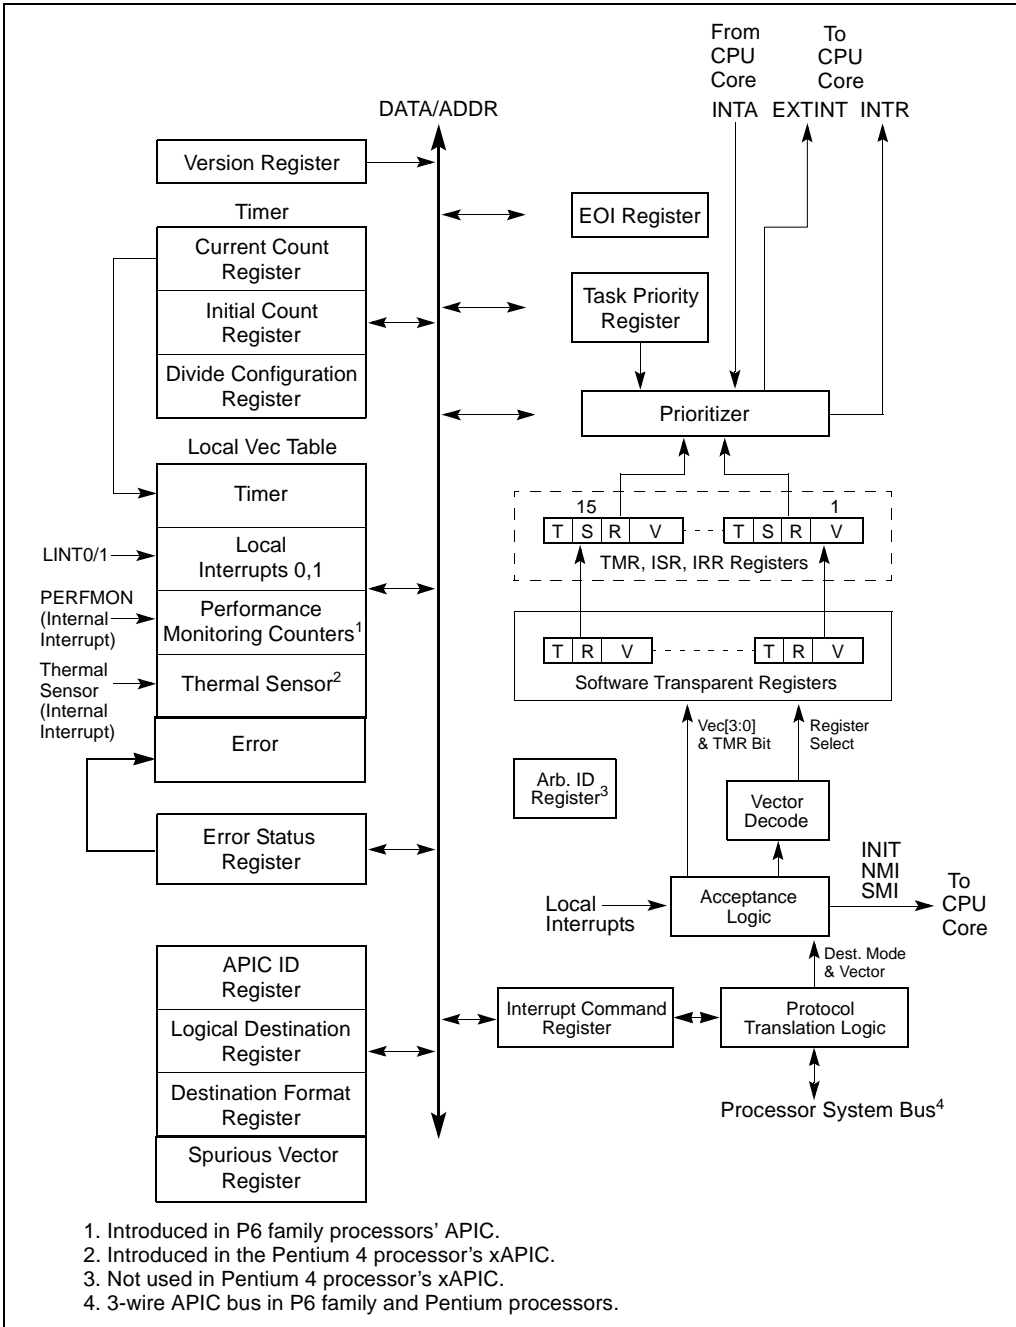 From
CPU
Core
To
CPU
Core
DATA/ADDR
INTA
EXTINT
INTR
Version Register
EOI Register
Timer
Current Count
Register
Initial Count
Register
Divide Configuration
Register
Task Priority
Register
Prioritizer
Local Vec Table
Timer
Local
Interrupts 0,1
Performance
Monitoring Counters1
Thermal Sensor2
Error
LINT0/1
PERFMON
(Internal
Interrupt)
Thermal
Sensor
(Internal
Interrupt)
15
1
T S R V
T S R V
TMR, ISR, IRR Registers
T R V
T R V
Software Transparent Registers
Vec[3:0]
& TMR Bit
Register
Select
Arb. ID
Register3
Vector
Decode
Error Status
Register
INIT
NMI
SMI
To
CPU
Core
Local
Interrupts
Acceptance
Logic
Dest. Mode
& Vector
APIC ID
Register
Logical Destination
Register
Destination Format
Register
Spurious Vector
Register
Interrupt Command
Register
Protocol
Translation Logic
Processor System Bus4
1. Introduced in P6 family processors’ APIC.
2. Introduced in the Pentium 4 processor’s xAPIC.
3. Not used in Pentium 4 processor’s xAPIC.
4. 3-wire APIC bus in P6 family and Pentium processors.